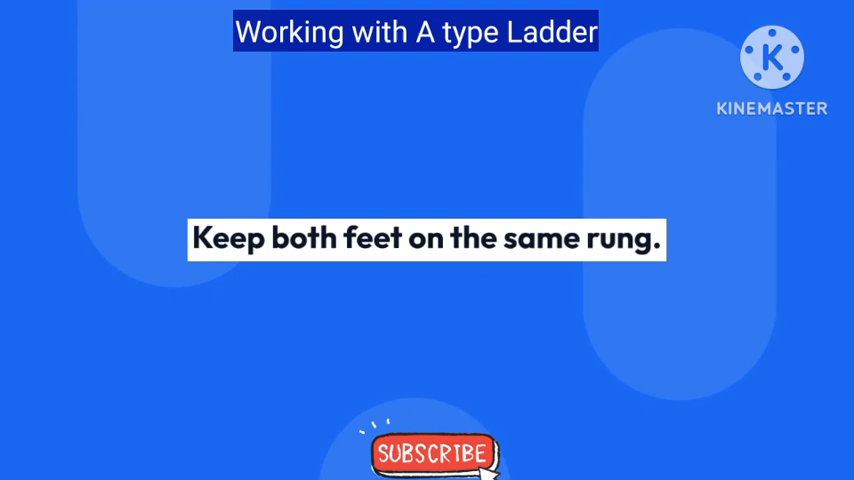 Working with A type Ladder
KINEMASTER
Keep both feet on the same rung.
SUBSCRIBE